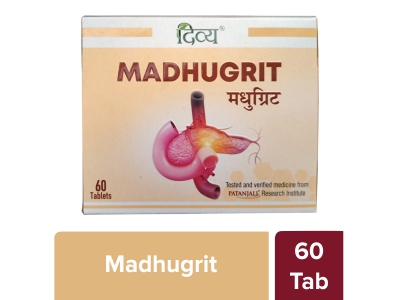 दिव्य®
MADHUGRIT
मधुग्रिट
60
Tablets
Tested and verified medicine from
PATANJALI® Research Institute
Madhugrit
60
Tab